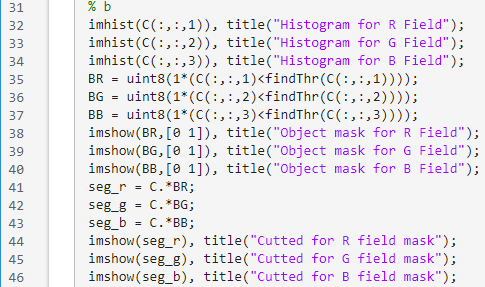 31 % b
32 imhist(C(:,:,1)), title("Histogram for R Field");
33 imhist(C(:,:,2)), title("Histogram for G Field");
34 imhist(C(:,:,3)), title("Histogram for B Field");
35 BR = uint8(1*(C(:,:,1)<findThr(C(:,:,1))));
36 BG = uint8(1*(C(:,:,2)<findThr(C(:,:,2))));
37 BB = uint8(1*(C(:,:,3)<findThr(C(:,:,3))));
38 imshow(BR,[0 1]), title("Object mask for R Field");
39 imshow(BG,[0 1]), title("Object mask for G Field");
40 imshow(BB,[0 1]), title("Object mask for B Field");
41 seg_r = C.*BR;
42 seg_g = C.*BG;
43 seg_b = C.*BB;
44 imshow(seg_r), title("Cutted for R field mask");
45 imshow(seg_g), title("Cutted for G field mask");
46 imshow(seg_b), title("Cutted for B field mask");